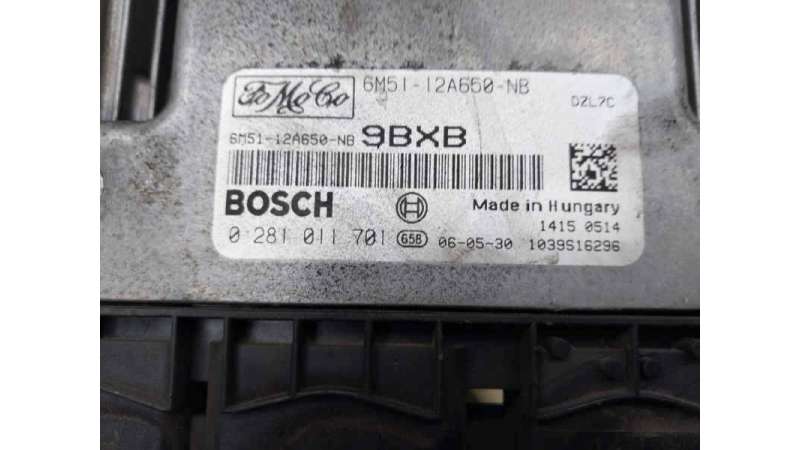 FoMoCo 6M51-12A650-NB
DZL7C
6M51-12A650-NB 9BXB
BOSCH
Made in Hungary
1415 0514
0 281 011 701 G58 06-05-30 1039S16296